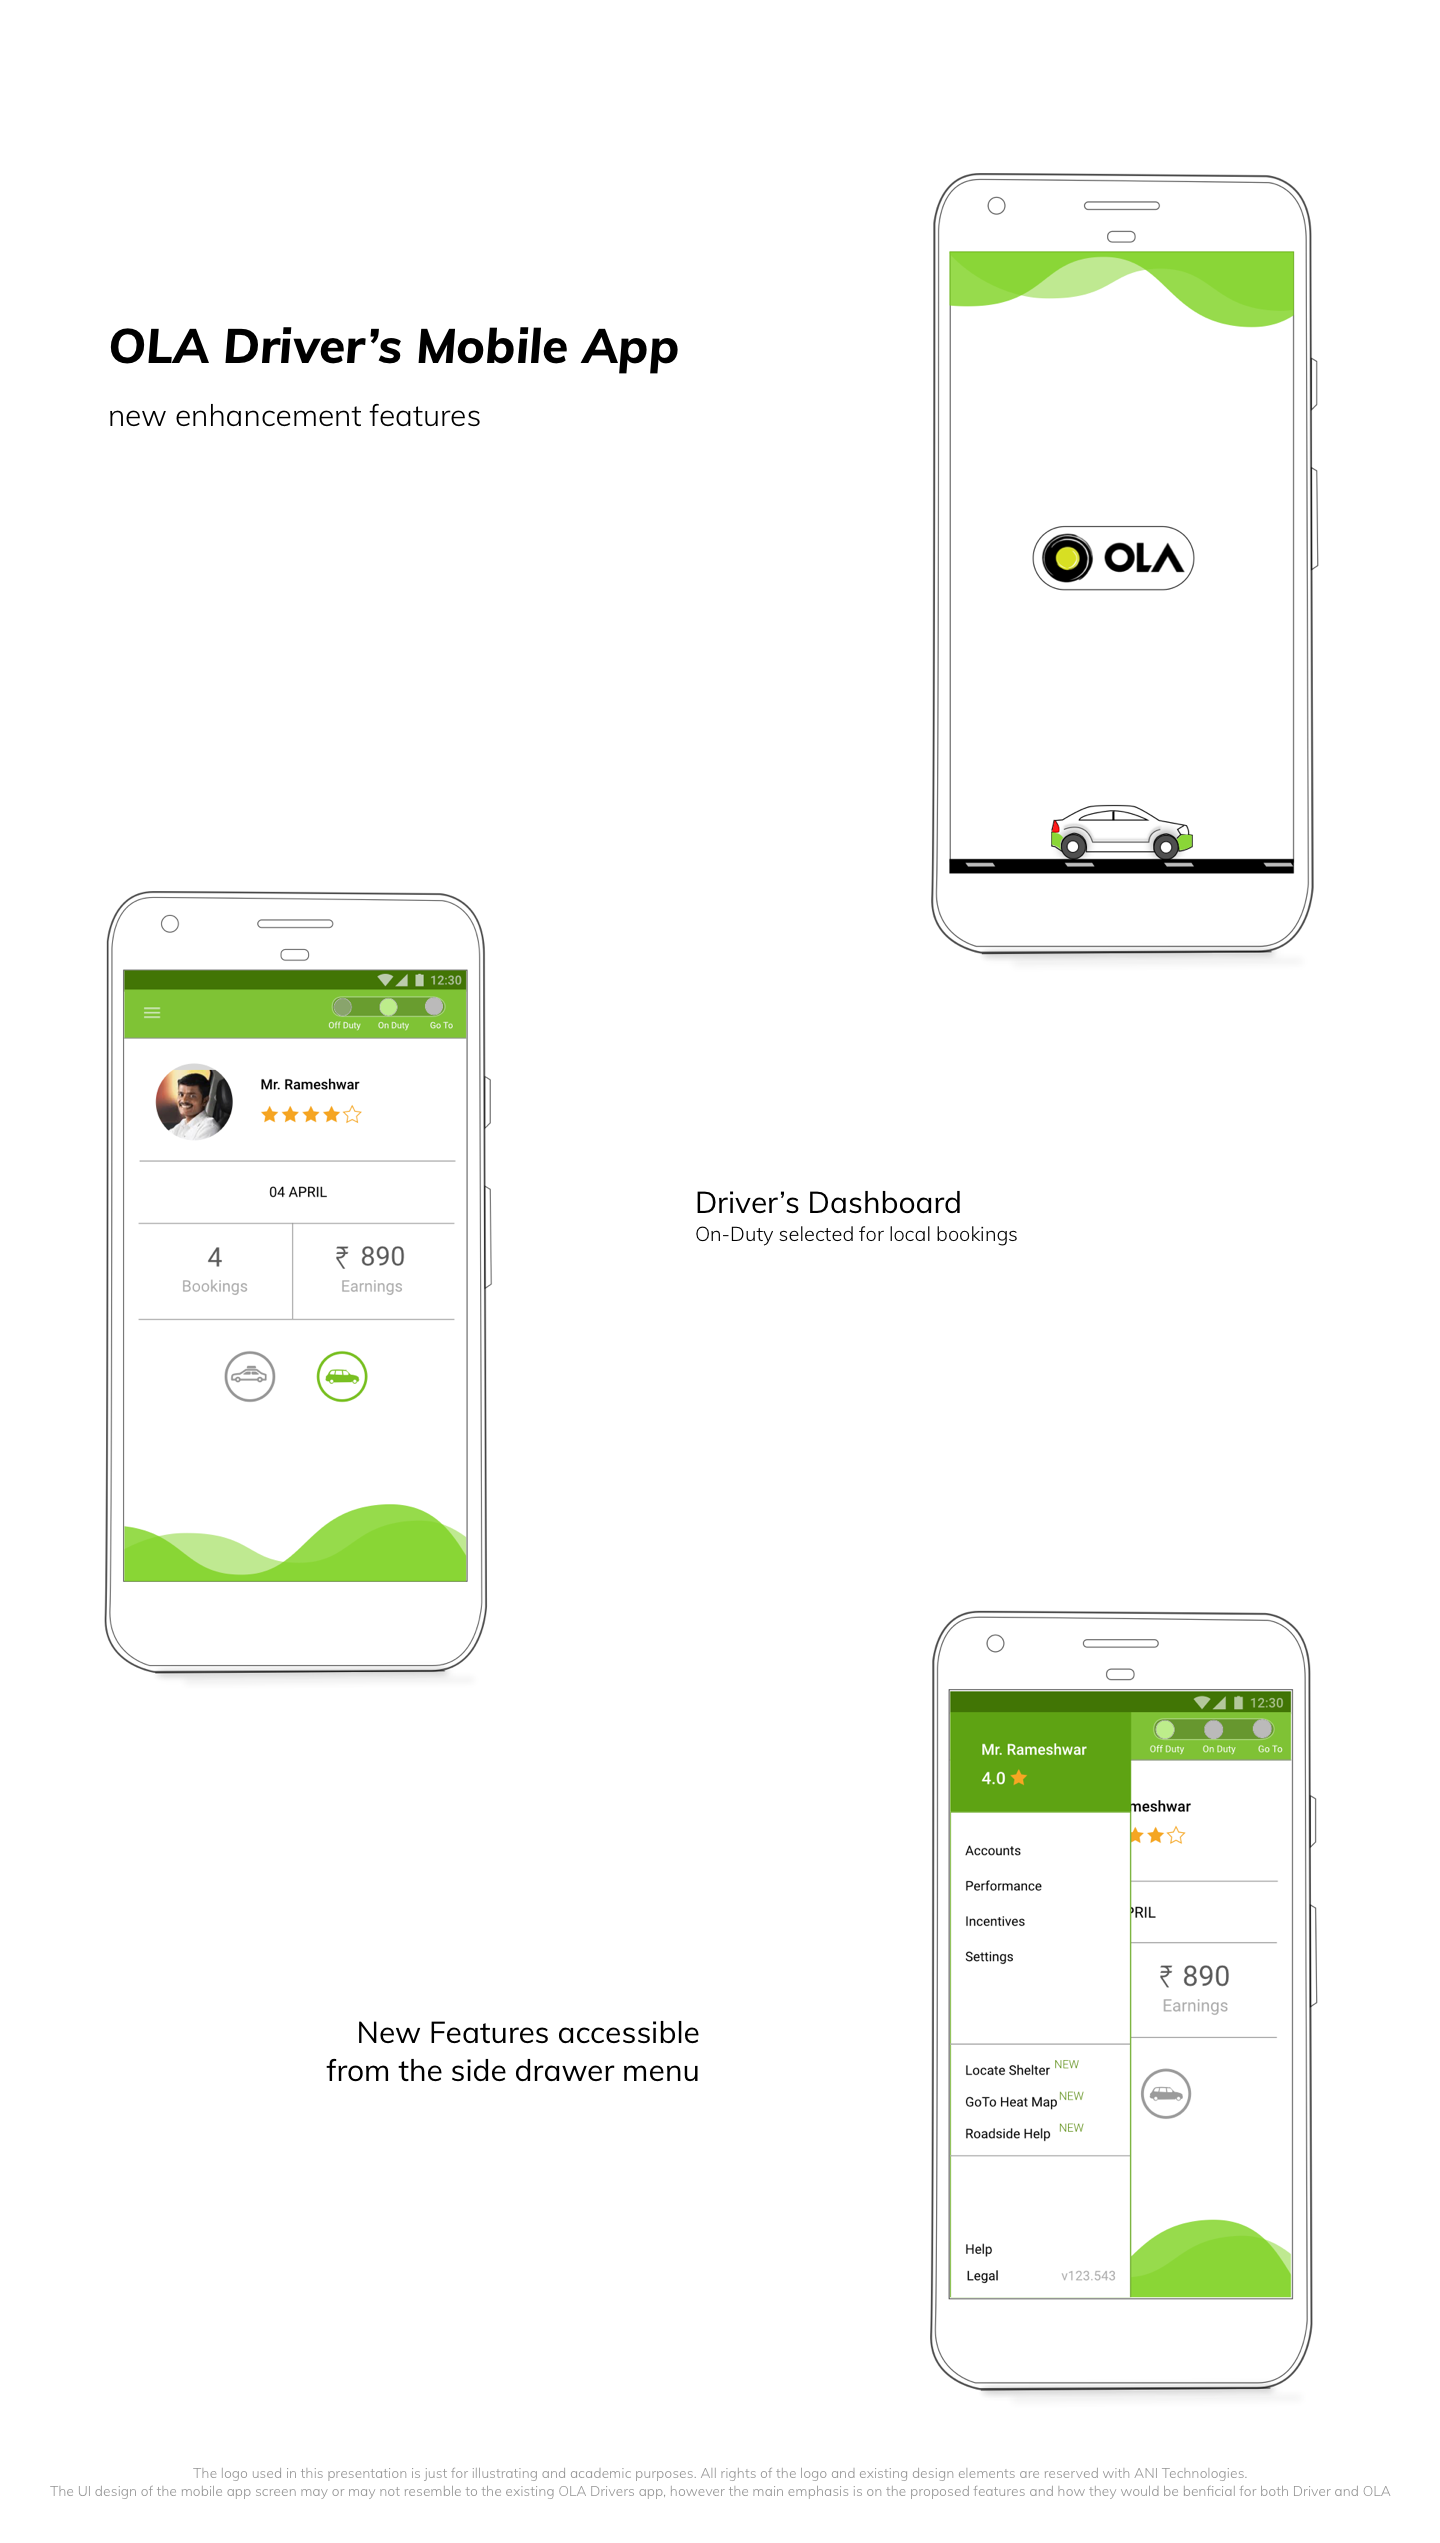 OLA Driver's Mobile App
new enhancement features
OLA
12:30
Off Duty On Duty Go To
Mr. Rameshwar
04 APRIL
4
Bookings
₹ 890
Earnings
Driver's Dashboard
On-Duty selected for local bookings
12:30
Off Duty On Duty Go To
Mr. Rameshwar
4.0
meshwar
Accounts
Performance
PRIL
Incentives
Settings
₹ 890
Earnings
New Features accessible
from the side drawer menu
Locate Shelter NEW
GoTo Heat Map NEW
Roadside Help NEW
Help
Legal v123.543
The logo used in this presentation is just for illustrating and academic purposes. All rights of the logo and existing design elements are reserved with ANI Technologies.
The UI design of the mobile app screen may or may not resemble to the existing OLA Drivers app, however the main emphasis is on the proposed features and how they would be benficial for both Driver and OLA